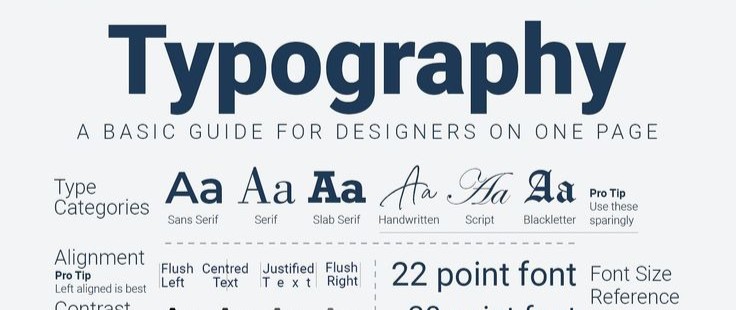 Typography
A BASIC GUIDE FOR DESIGNERS ON ONE PAGE
Type
Categories
Aa Aa Aa Aa Aa Aa
Sans Serif Serif Slab Serif Handwritten Script Blackletter
Pro Tip
Use these
sparingly
Alignment
Pro Tip
Left aligned is best
Flush
Left
Centred
Text
Justified
T e x t
Flush
Right
22 point font
Font Size
Reference
Contrast